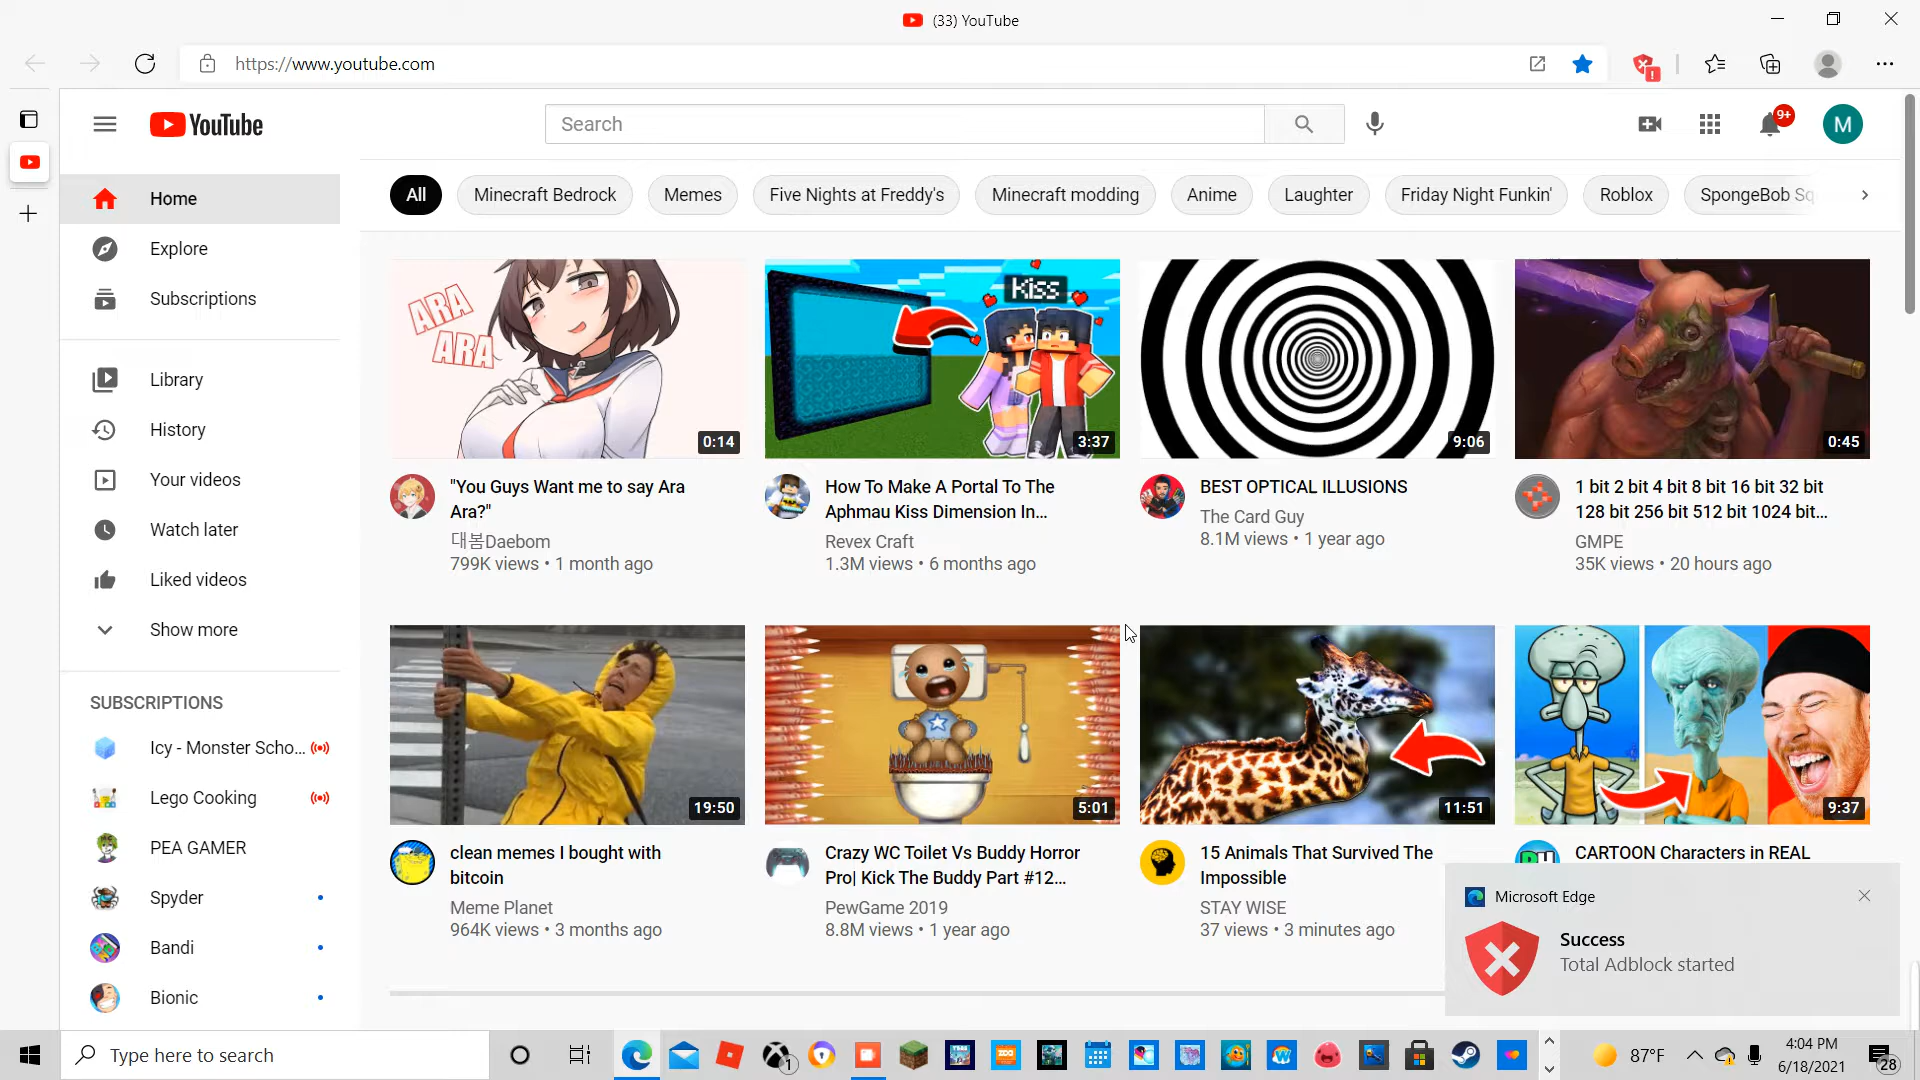 (33) YouTube
https://www.youtube.com
YouTube
Search
9+
M
Home
Explore
Subscriptions
Library
History
Your videos
Watch later
Liked videos
Show more
SUBSCRIPTIONS
Icy - Monster Scho...
Lego Cooking
PEA GAMER
Spyder
Bandi
Bionic
All
Minecraft Bedrock
Memes
Five Nights at Freddy's
Minecraft modding
Anime
Laughter
Friday Night Funkin'
Roblox
SpongeBob Sq
ARA
ARA
0:14
"You Guys Want me to say Ara
Ara?"
대봄Daebom
799K views • 1 month ago
Kiss
3:37
How To Make A Portal To The
Aphmau Kiss Dimension In...
Revex Craft
1.3M views • 6 months ago
9:06
BEST OPTICAL ILLUSIONS
The Card Guy
8.1M views • 1 year ago
0:45
1 bit 2 bit 4 bit 8 bit 16 bit 32 bit
128 bit 256 bit 512 bit 1024 bit...
GMPE
35K views • 20 hours ago
19:50
clean memes I bought with
bitcoin
Meme Planet
964K views • 3 months ago
5:01
Crazy WC Toilet Vs Buddy Horror
Pro| Kick The Buddy Part #12...
PewGame 2019
8.8M views • 1 year ago
11:51
15 Animals That Survived The
Impossible
STAY WISE
37 views • 3 minutes ago
9:37
CARTOON Characters in REAL
Microsoft Edge
Success
Total Adblock started
Type here to search
1
87°F
4:04 PM
6/18/2021
28